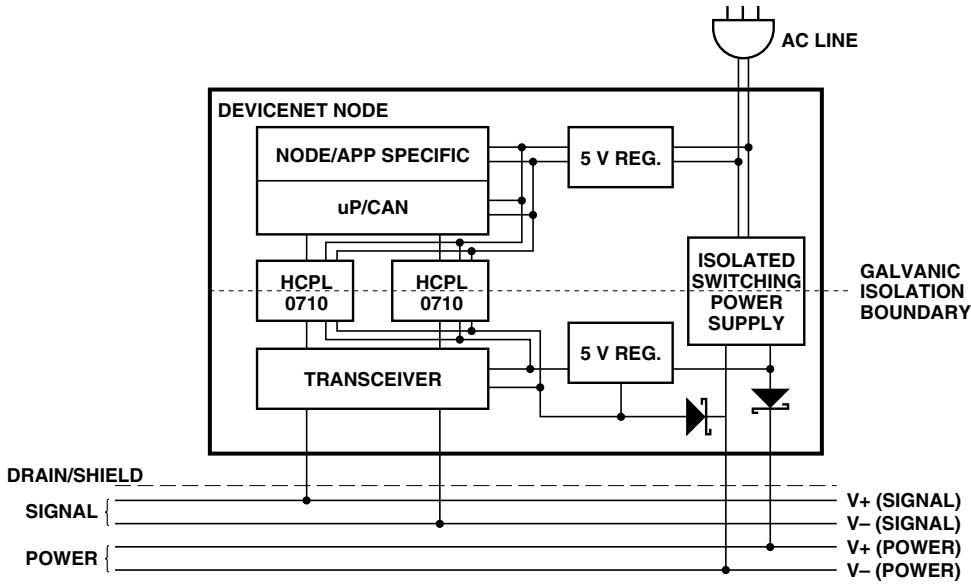 AC LINE
DEVICENET NODE
NODE/APP SPECIFIC
5 V REG.
uP/CAN
HCPL
0710
HCPL
0710
ISOLATED
SWITCHING
POWER
SUPPLY
GALVANIC
ISOLATION
BOUNDARY
5 V REG.
TRANSCEIVER
DRAIN/SHIELD
SIGNAL
V+ (SIGNAL)
V– (SIGNAL)
POWER
V+ (POWER)
V– (POWER)